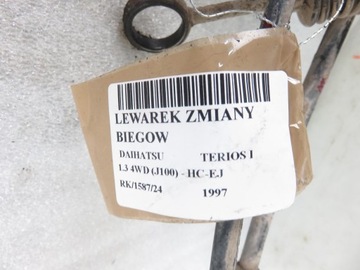 LEWAREK ZMIANY
BIEGOW
DAIHATSU TERIOS I
1.3 4WD (J100) - HC-EJ
RK/1587/24 1997